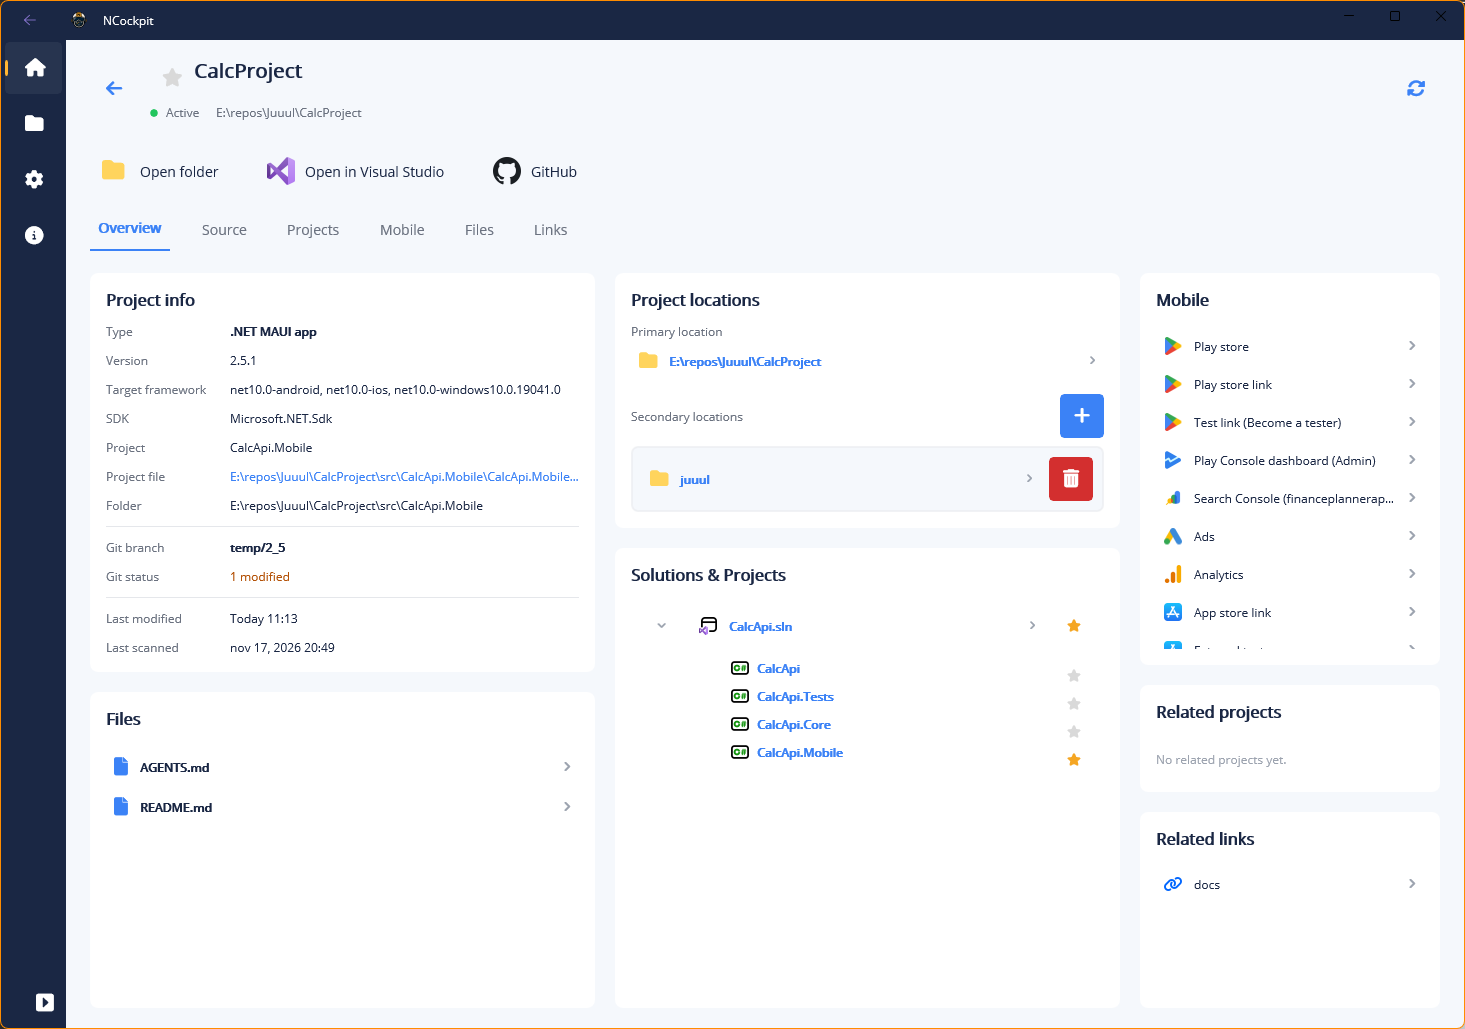 NCockpit
CalcProject
Active E:\repos\Juuul\CalcProject
Open folder
Open in Visual Studio
GitHub
Overview
Source
Projects
Mobile
Files
Links
Project info
Type .NET MAUI app
Version 2.5.1
Target framework net10.0-android, net10.0-ios, net10.0-windows10.0.19041.0
SDK Microsoft.NET.Sdk
Project CalcApi.Mobile
Project file E:\repos\Juuul\CalcProject\src\CalcApi.Mobile\CalcApi.Mobile...
Folder E:\repos\Juuul\CalcProject\src\CalcApi.Mobile
Git branch temp/2_5
Git status 1 modified
Last modified Today 11:13
Last scanned nov 17, 2026 20:49
Files
AGENTS.md
README.md
Project locations
Primary location
E:\repos\Juuul\CalcProject
Secondary locations
juuul
Solutions & Projects
CalcApi.sln
C# CalcApi
C# CalcApi.Tests
C# CalcApi.Core
C# CalcApi.Mobile
Mobile
Play store
Play store link
Test link (Become a tester)
Play Console dashboard (Admin)
Search Console (financeplannerap...
Ads
Analytics
App store link
Related projects
No related projects yet.
Related links
docs